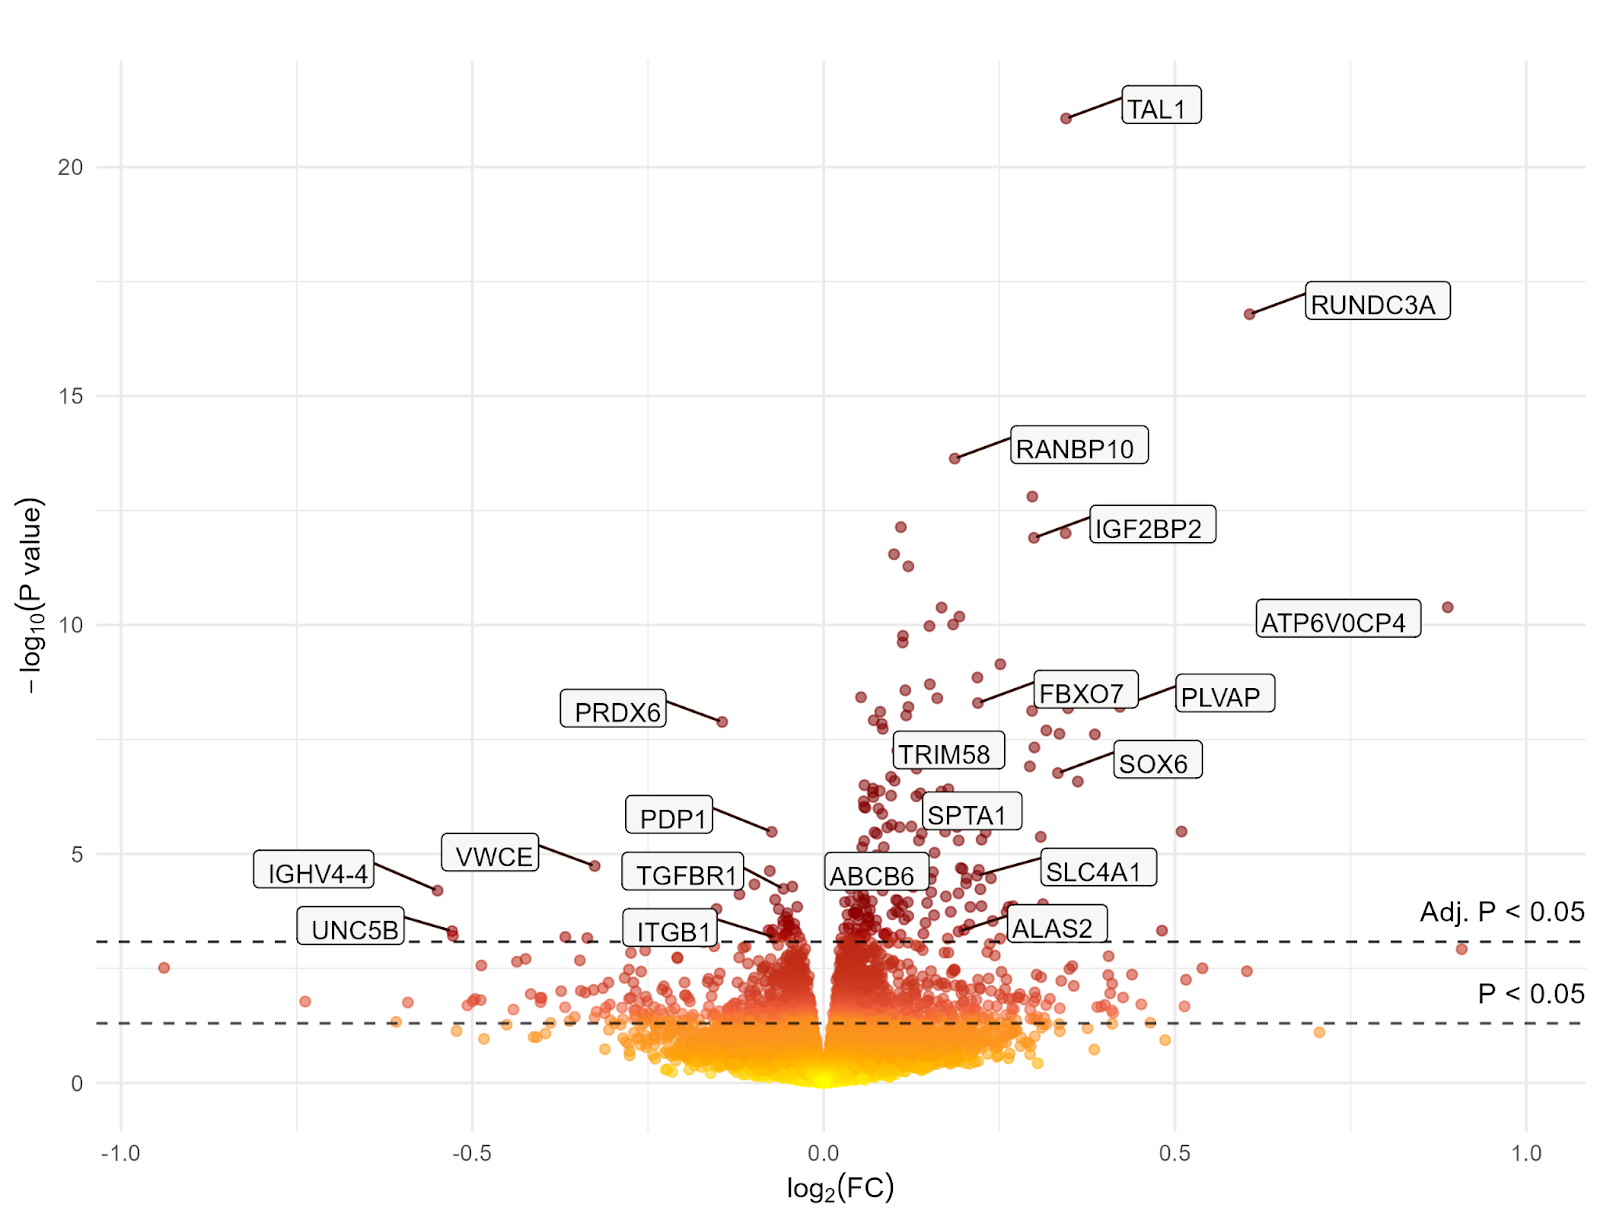 TAL1
20
RUNDC3A
15
RANBP10
IGF2BP2
ATP6V0CP4
10
FBXO7
PLVAP
PRDX6
TRIM58
SOX6
PDP1
SPTA1
VWCE
5
IGHV4-4
TGFBR1
ABCB6
SLC4A1
UNC5B
ITGB1
ALAS2
Adj. P < 0.05
P < 0.05
0
-1.0
-0.5
0.0
0.5
1.0
log2(FC)
− log10(P value)